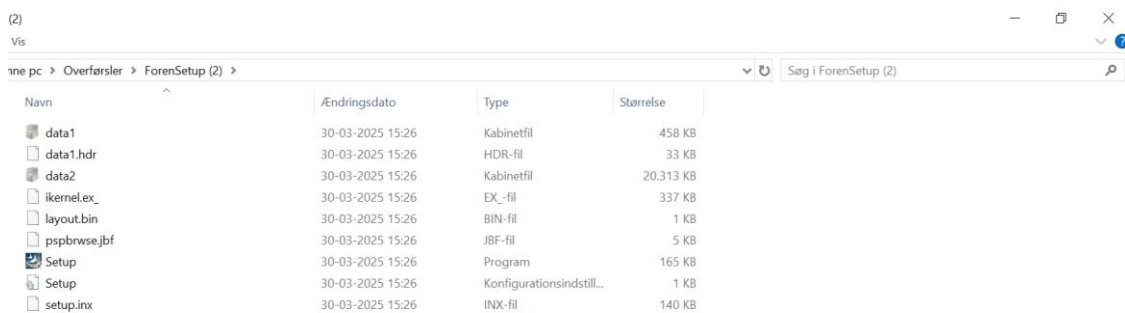 (2)
Vis
nne pc > Overførsler > ForenSetup (2) >
Søg i ForenSetup (2)
Navn Ændringsdato Type Størrelse
data1 30-03-2025 15:26 Kabinetfil 458 KB
data1.hdr 30-03-2025 15:26 HDR-fil 33 KB
data2 30-03-2025 15:26 Kabinetfil 20.313 KB
ikernel.ex_ 30-03-2025 15:26 EX_-fil 337 KB
layout.bin 30-03-2025 15:26 BIN-fil 1 KB
pspbrwse.jbf 30-03-2025 15:26 JBF-fil 5 KB
Setup 30-03-2025 15:26 Program 165 KB
Setup 30-03-2025 15:26 Konfigurationsindstill... 1 KB
setup.inx 30-03-2025 15:26 INX-fil 140 KB